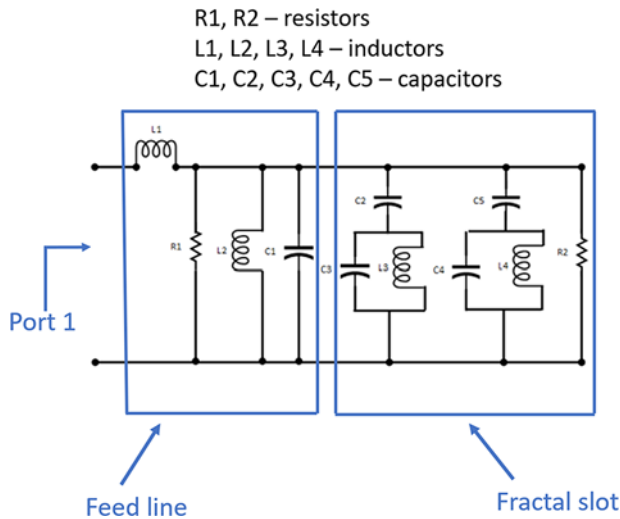 R1, R2 – resistors
L1, L2, L3, L4 – inductors
C1, C2, C3, C4, C5 – capacitors
L1
R1
L2
C1
C2
C3
L3
C5
C4
L4
R2
Port 1
Feed line
Fractal slot